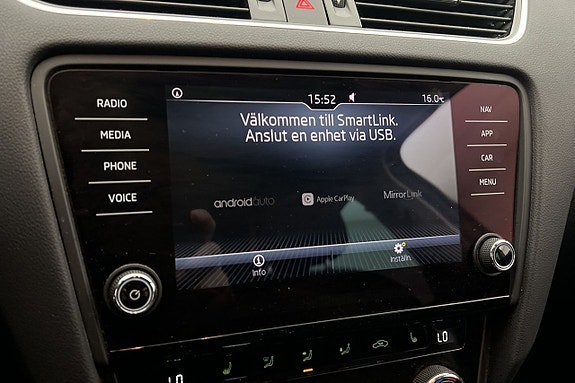 RADIO
MEDIA
PHONE
VOICE
15:52
16.0°C
Välkommen till SmartLink.
Anslut en enhet via USB.
androidauto
Apple CarPlay
MirrorLink
Info
Inställn.
NAV
APP
CAR
MENU
LO
LO